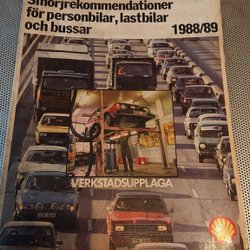 Smörjrekommendationer
för personbilar, lastbilar
och bussar 1988/89
VERKSTADSUPPLAGA